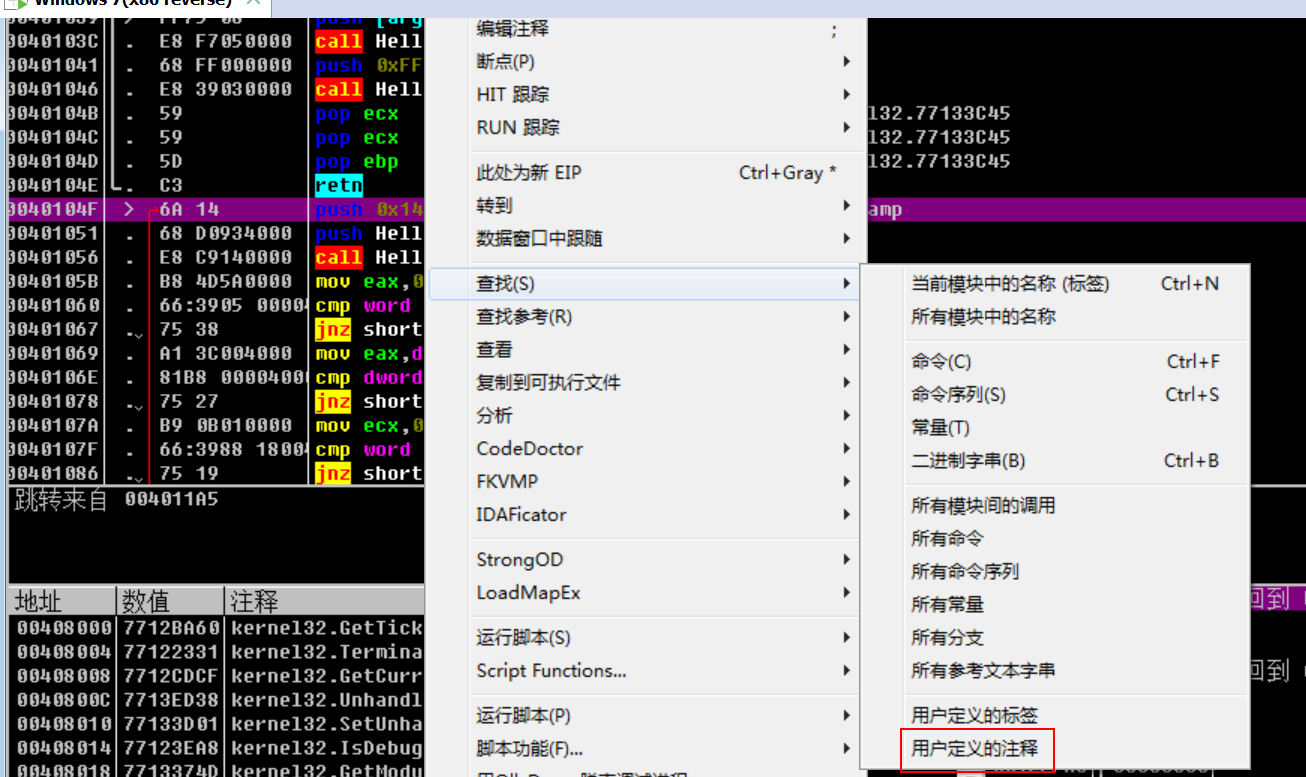 Windows 7(x86 reverse)
0040103C . E8 F7050000 call Hell
00401041 . 68 FF000000 push 0xFF
00401046 . E8 39030000 call Hell
0040104B . 59 pop ecx l32.77133C45
0040104C . 59 pop ecx l32.77133C45
0040104D . 5D pop ebp l32.77133C45
0040104E . C3 retn
0040104F > 6A 14 push 0x14 amp
00401051 . 68 D0934000 push Hell
00401056 . E8 C9140000 call Hell
0040105B . B8 4D5A0000 mov eax,0
00401060 . 66:3905 0000 cmp word
00401067 . 75 38 jnz short
00401069 . A1 3C004000 mov eax,d
0040106E . 81B8 00004000 cmp dword
00401078 . 75 27 jnz short
0040107A . B9 0B010000 mov ecx,0
0040107F . 66:3988 1800 cmp word
00401086 . 75 19 jnz short
跳转来自 004011A5
地址 数值 注释
00408000 7712BA60 kernel32.GetTick
00408004 77122331 kernel32.Termina
00408008 7712CDCF kernel32.GetCurr
0040800C 7713ED38 kernel32.Unhandl
00408010 77133D01 kernel32.SetUnha
00408014 77123EA8 kernel32.IsDebug
00408018 7713374D kernel32.GetModu
编辑注释 ;
断点(P)
HIT 跟踪
RUN 跟踪
此处为新 EIP Ctrl+Gray *
转到
数据窗口中跟随
查找(S)
查找参考(R)
查看
复制到可执行文件
分析
CodeDoctor
FKVMP
IDAFicator
StrongOD
LoadMapEx
运行脚本(S)
Script Functions...
运行脚本(P)
脚本功能(F)...
当前模块中的名称 (标签) Ctrl+N
所有模块中的名称
命令(C) Ctrl+F
命令序列(S) Ctrl+S
常量(T)
二进制字串(B) Ctrl+B
所有模块间的调用
所有命令
所有命令序列
所有常量
所有分支
所有参考文本字串
用户定义的标签
用户定义的注释
回到
回到